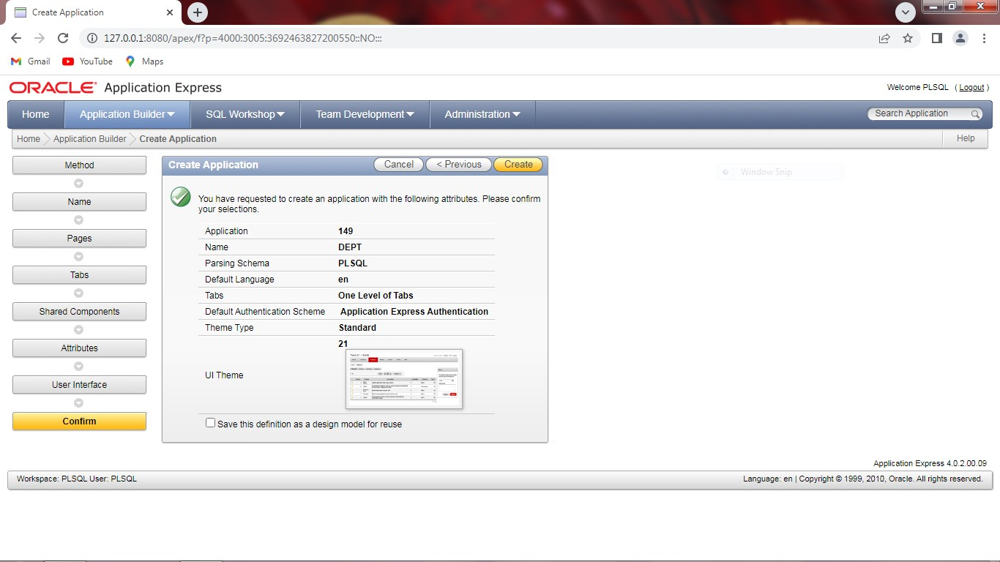 Create Application
127.0.0.1:8080/apex/f?p=4000:3005:3692463827200550::NO:::
Gmail YouTube Maps
ORACLE Application Express
Welcome PLSQL ( Logout )
Home Application Builder SQL Workshop Team Development Administration Search Application
Home Application Builder Create Application Help
Method
Name
Pages
Tabs
Shared Components
Attributes
User Interface
Confirm
Create Application Cancel < Previous Create
You have requested to create an application with the following attributes. Please confirm
your selections.
Application 149
Name DEPT
Parsing Schema PLSQL
Default Language en
Tabs One Level of Tabs
Default Authentication Scheme Application Express Authentication
Theme Type Standard
21
UI Theme
Save this definition as a design model for reuse
Window Snip
Application Express 4.0.2.00.09
Workspace: PLSQL User: PLSQL
Language: en | Copyright © 1999, 2010, Oracle. All rights reserved.